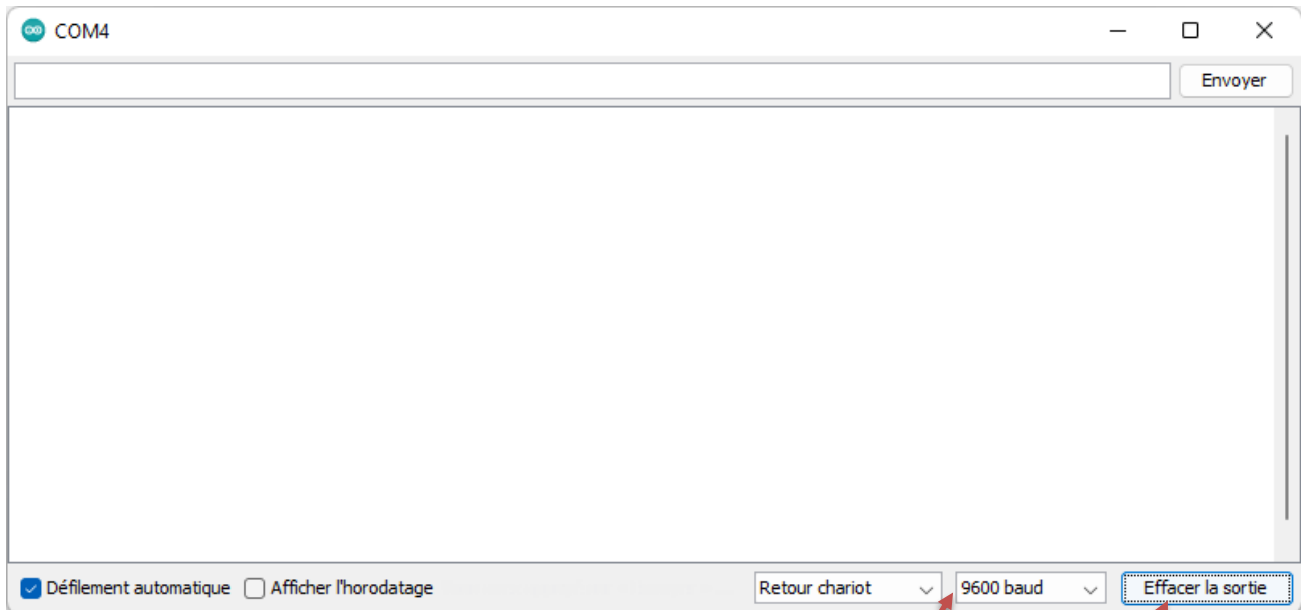 COM4
Envoyer
Défilement automatique Afficher l'horodatage Retour chariot 9600 baud Effacer la sortie